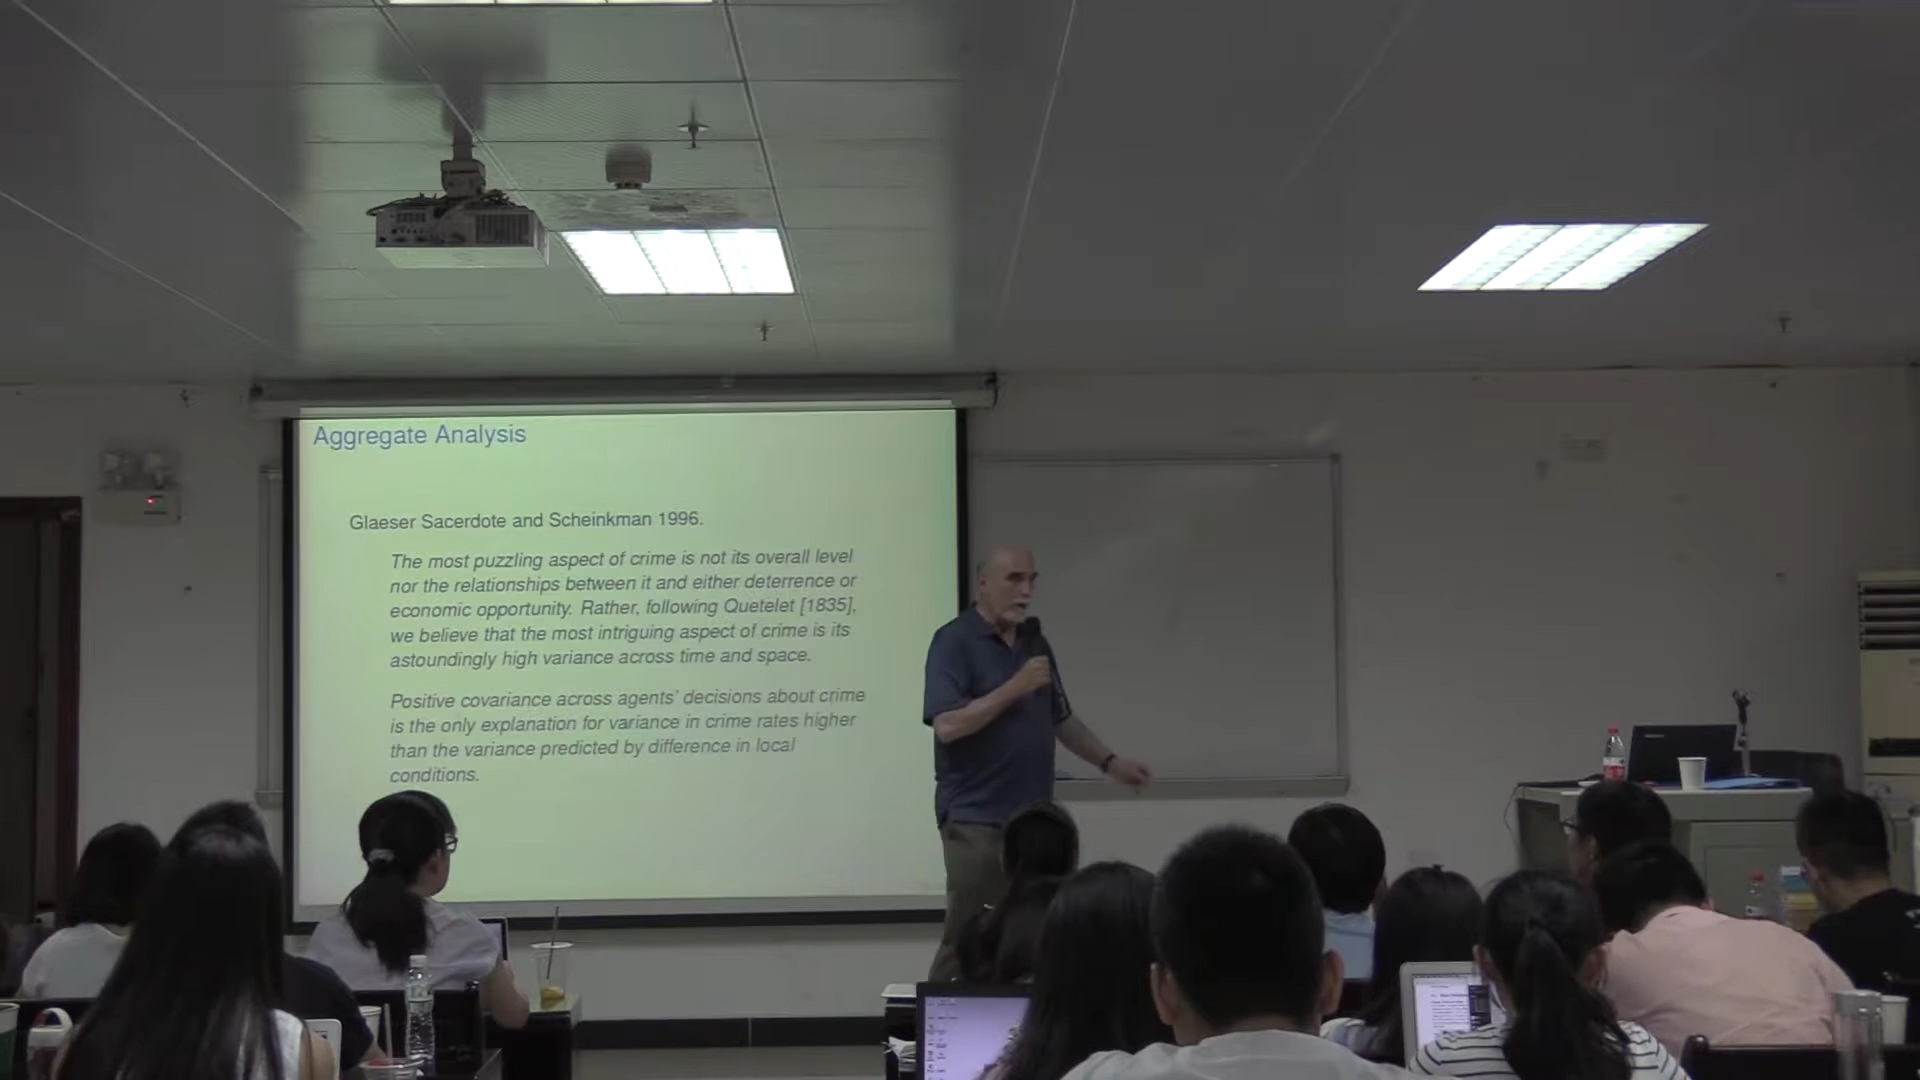 Aggregate Analysis
Glaeser Sacerdote and Scheinkman 1996.
The most puzzling aspect of crime is not its overall level
nor the relationships between it and either deterrence or
economic opportunity. Rather, following Quetelet [1835],
we believe that the most intriguing aspect of crime is its
astoundingly high variance across time and space.
Positive covariance across agents' decisions about crime
is the only explanation for variance in crime rates higher
than the variance predicted by difference in local
conditions.